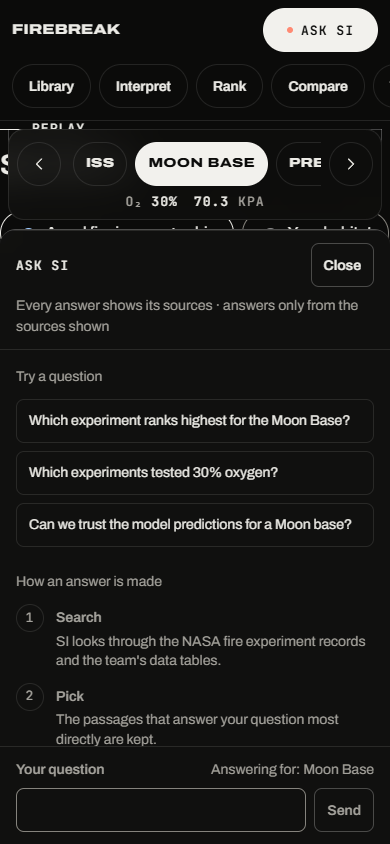 FIREBREAK
ASK SI
Library
Interpret
Rank
Compare
REPLAY
ISS
MOON BASE
PRE
O₂ 30% 70.3 KPA
ASK SI
Close
Every answer shows its sources · answers only from the
sources shown
Try a question
Which experiment ranks highest for the Moon Base?
Which experiments tested 30% oxygen?
Can we trust the model predictions for a Moon base?
How an answer is made
1 Search
SI looks through the NASA fire experiment records
and the team's data tables.
2 Pick
The passages that answer your question most
directly are kept.
Your question
Answering for: Moon Base
Send